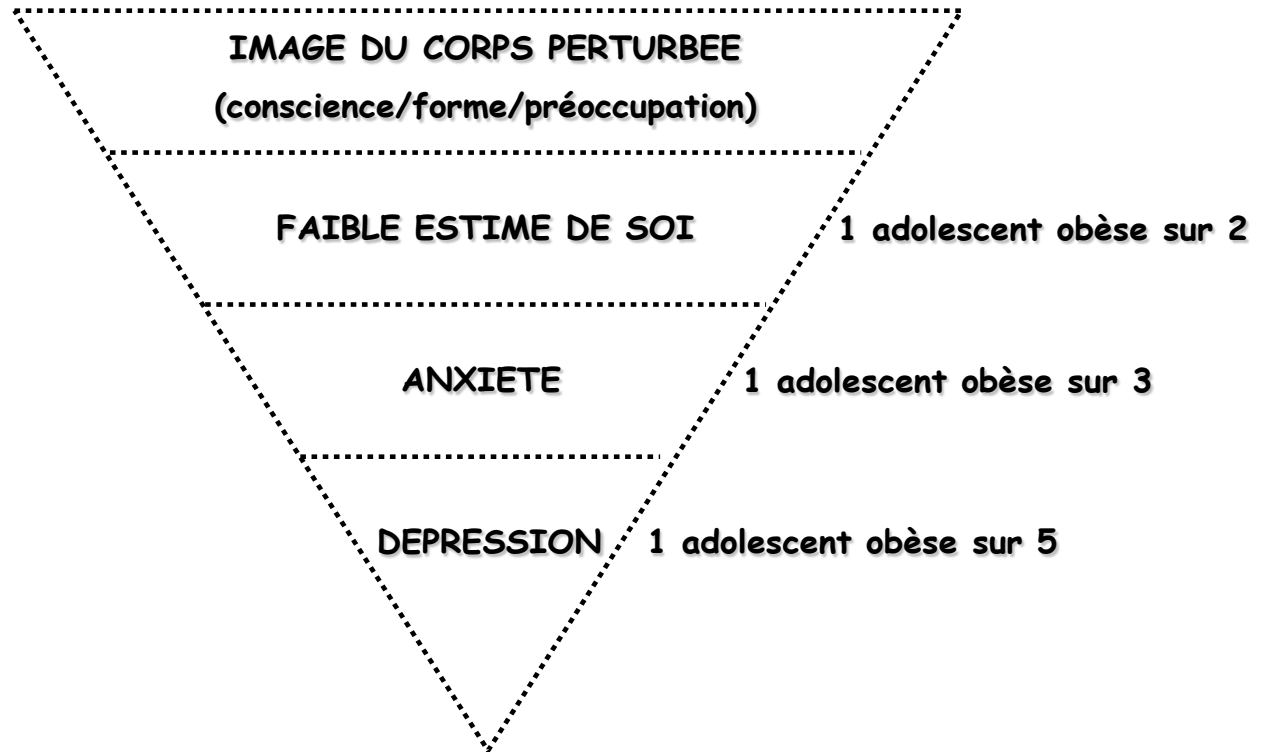 IMAGE DU CORPS PERTURBEE
(conscience/forme/préoccupation)
FAIBLE ESTIME DE SOI
1 adolescent obèse sur 2
ANXIETE
1 adolescent obèse sur 3
DEPRESSION
1 adolescent obèse sur 5